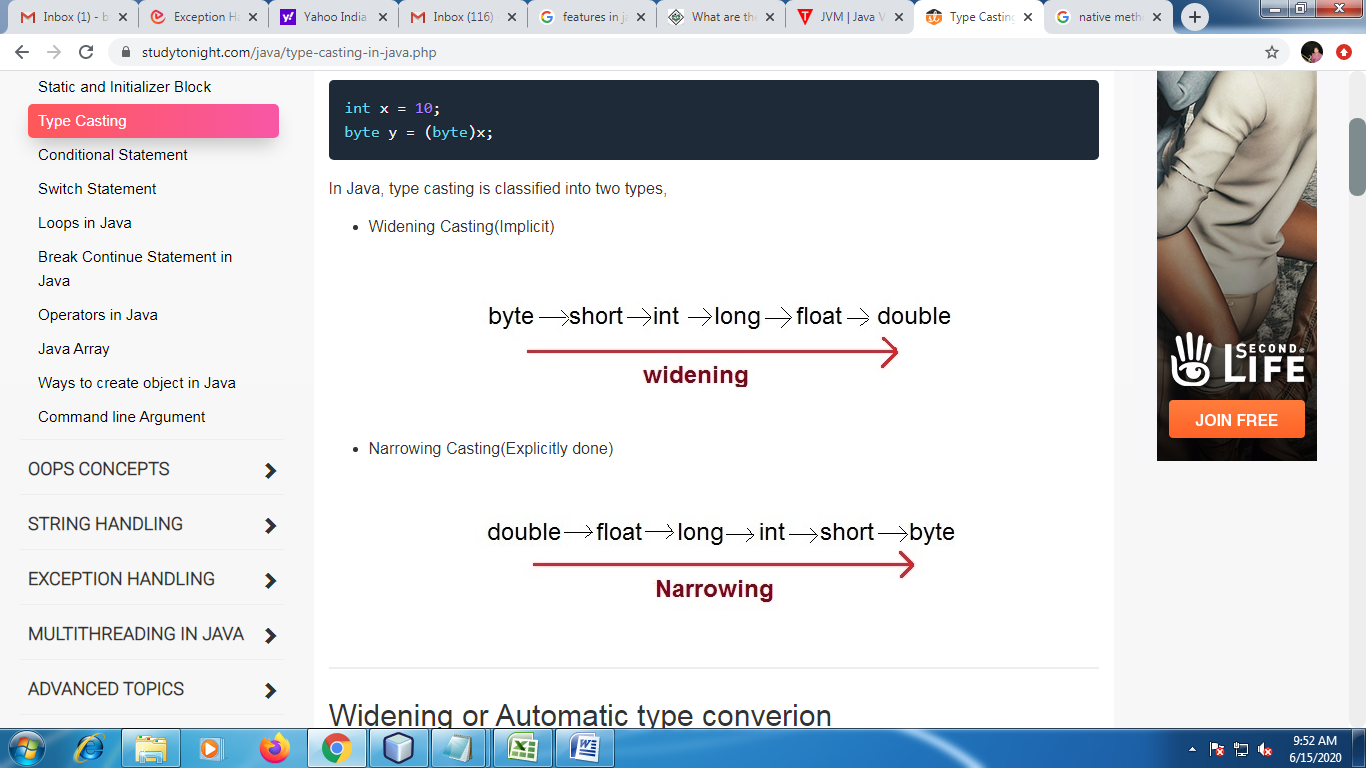 Inbox (1) - b
Exception Ha
Yahoo India
Inbox (116)
features in ja
What are the
JVM | Java V
Type Casting
native meth
studytonight.com/java/type-casting-in-java.php
Static and Initializer Block
Type Casting
Conditional Statement
Switch Statement
Loops in Java
Break Continue Statement in
Java
Operators in Java
Java Array
Ways to create object in Java
Command line Argument
OOPS CONCEPTS
STRING HANDLING
EXCEPTION HANDLING
MULTITHREADING IN JAVA
ADVANCED TOPICS
int x = 10;
byte y = (byte)x;
In Java, type casting is classified into two types,
• Widening Casting(Implicit)
byte → short → int → long → float → double
widening
• Narrowing Casting(Explicitly done)
double → float → long → int → short → byte
Narrowing
Widening or Automatic type converion
SECOND
LIFE
JOIN FREE
9:52 AM
6/15/2020